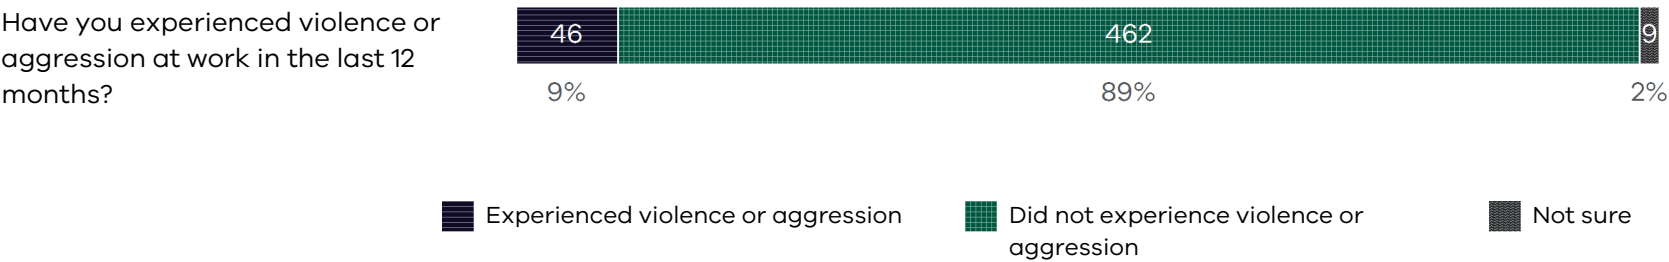 Have you experienced violence or
aggression at work in the last 12
months?
46
462
9
9%
89%
2%
Experienced violence or aggression
Did not experience violence or
aggression
Not sure